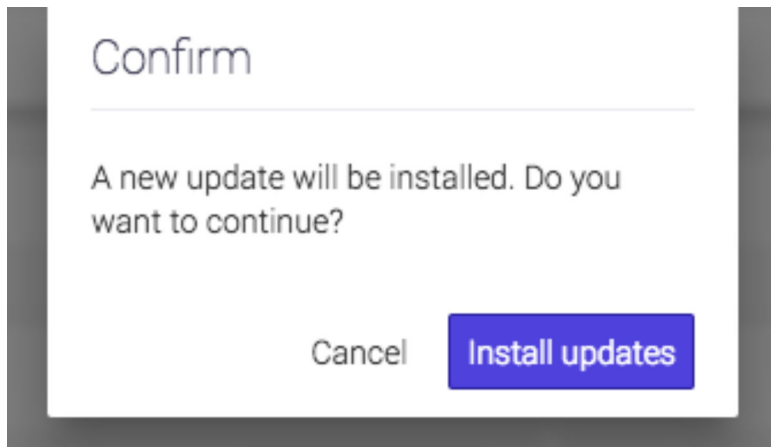 Confirm
A new update will be installed. Do you
want to continue?
Cancel
Install updates